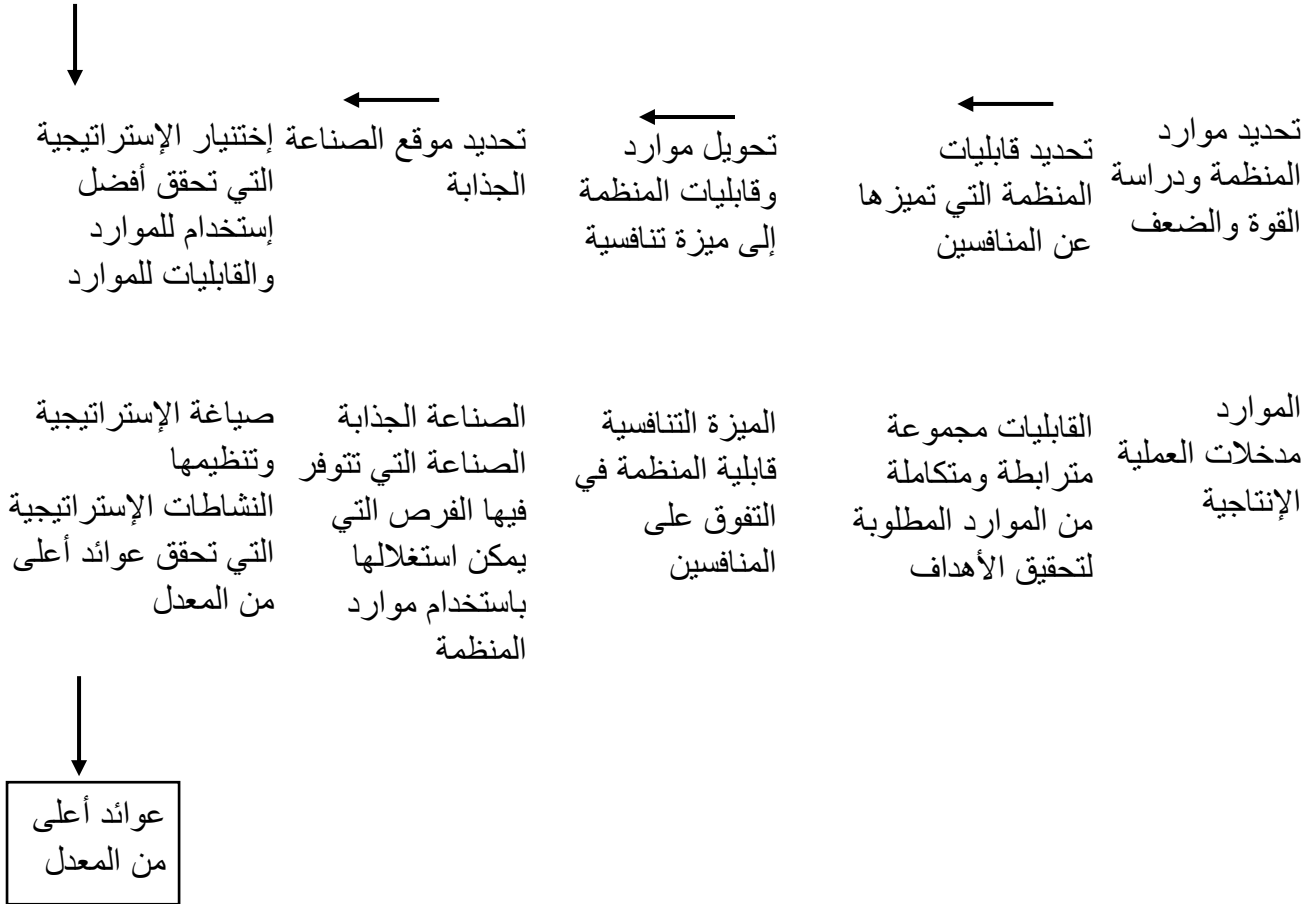 تحديد موارد
المنظمة ودراسة
القوة والضعف
تحديد قابليات
المنظمة التي تميزها
عن المنافسين
تحويل موارد
وقابليات المنظمة
إلى ميزة تنافسية
تحديد موقع الصناعة
الجذابة
إختنيار الإستراتيجية
التي تحقق أفضل
إستخدام للموارد
والقابليات للموارد
الموارد
مدخلات العملية
الإنتاجية
القابليات مجموعة
مترابطة ومتكاملة
من الموارد المطلوبة
لتحقيق الأهداف
الميزة التنافسية
قابلية المنظمة في
التفوق على
المنافسين
الصناعة الجذابة
الصناعة التي تتوفر
فيها الفرص التي
يمكن استغلالها
باستخدام موارد
المنظمة
صياغة الإستراتيجية
وتنظيمها
النشاطات الإستراتيجية
التي تحقق عوائد أعلى
من المعدل
عوائد أعلى
من المعدل